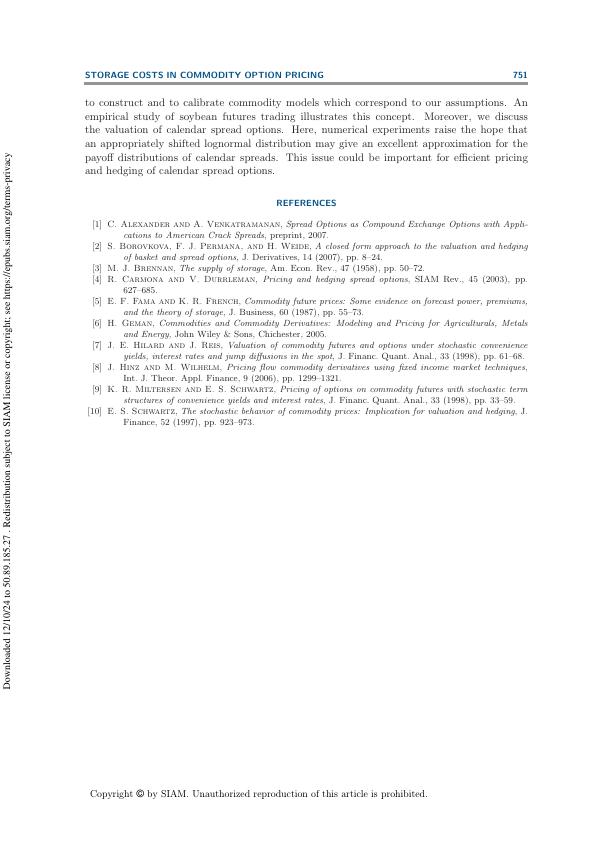 STORAGE COSTS IN COMMODITY OPTION PRICING 751
to construct and to calibrate commodity models which correspond to our assumptions. An
empirical study of soybean futures trading illustrates this concept. Moreover, we discuss
the valuation of calendar spread options. Here, numerical experiments raise the hope that
an appropriately shifted lognormal distribution may give an excellent approximation for the
payoff distributions of calendar spreads. This issue could be important for efficient pricing
and hedging of calendar spread options.
REFERENCES
[1] C. Alexander and A. Venkatramanan, Spread Options as Compound Exchange Options with Appli-
cations to American Crack Spreads, preprint, 2007.
[2] S. Borovkova, F. J. Permana, and H. Weide, A closed form approach to the valuation and hedging
of basket and spread options, J. Derivatives, 14 (2007), pp. 8–24.
[3] M. J. Brennan, The supply of storage, Am. Econ. Rev., 47 (1958), pp. 50–72.
[4] R. Carmona and V. Durrleman, Pricing and hedging spread options, SIAM Rev., 45 (2003), pp.
627–685.
[5] E. F. Fama and K. R. French, Commodity future prices: Some evidence on forecast power, premiums,
and the theory of storage, J. Business, 60 (1987), pp. 55–73.
[6] H. Geman, Commodities and Commodity Derivatives: Modeling and Pricing for Agriculturals, Metals
and Energy, John Wiley & Sons, Chichester, 2005.
[7] J. E. Hilard and J. Reis, Valuation of commodity futures and options under stochastic convenience
yields, interest rates and jump diffusions in the spot, J. Financ. Quant. Anal., 33 (1998), pp. 61–68.
[8] J. Hinz and M. Wilhelm, Pricing flow commodity derivatives using fixed income market techniques,
Int. J. Theor. Appl. Finance, 9 (2006), pp. 1299–1321.
[9] K. R. Miltersen and E. S. Schwartz, Pricing of options on commodity futures with stochastic term
structures of convenience yields and interest rates, J. Financ. Quant. Anal., 33 (1998), pp. 33–59.
[10] E. S. Schwartz, The stochastic behavior of commodity prices: Implication for valuation and hedging, J.
Finance, 52 (1997), pp. 923–973.
Downloaded 12/10/24 to 50.89.185.27 . Redistribution subject to SIAM license or copyright; see https://epubs.siam.org/terms-privacy
Copyright © by SIAM. Unauthorized reproduction of this article is prohibited.